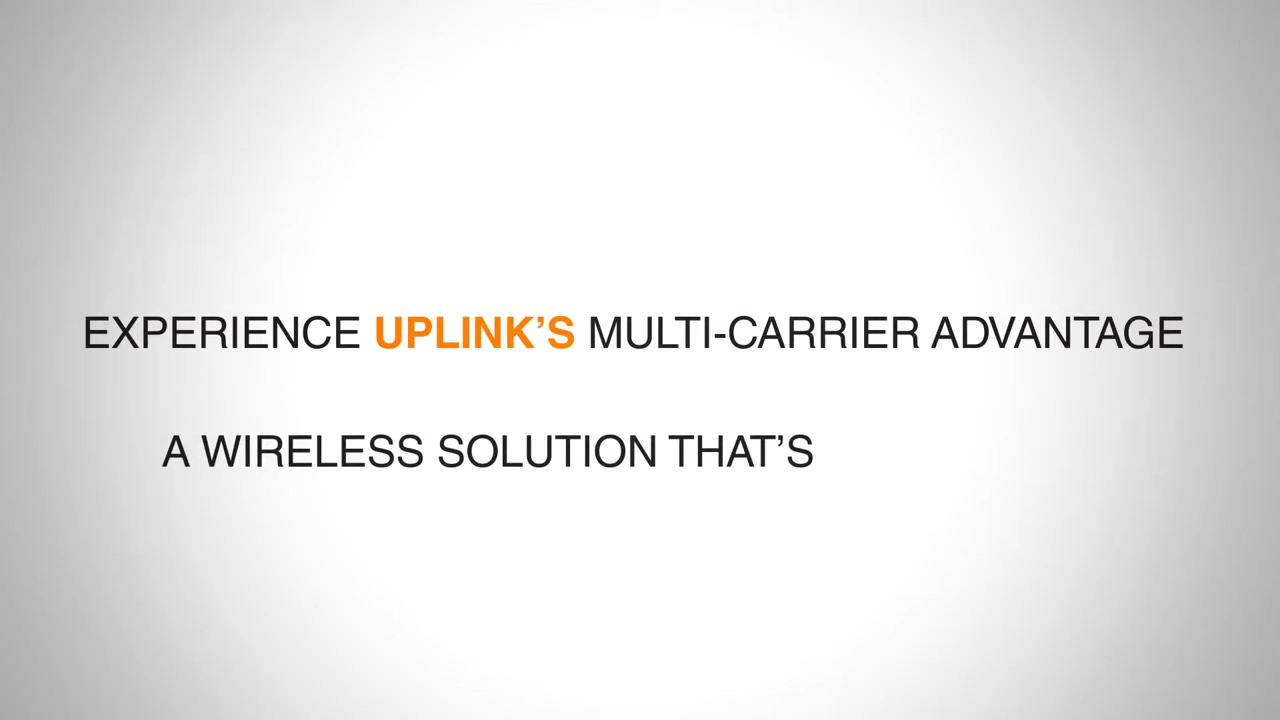 EXPERIENCE UPLINK’S MULTI-CARRIER ADVANTAGE
A WIRELESS SOLUTION THAT’S